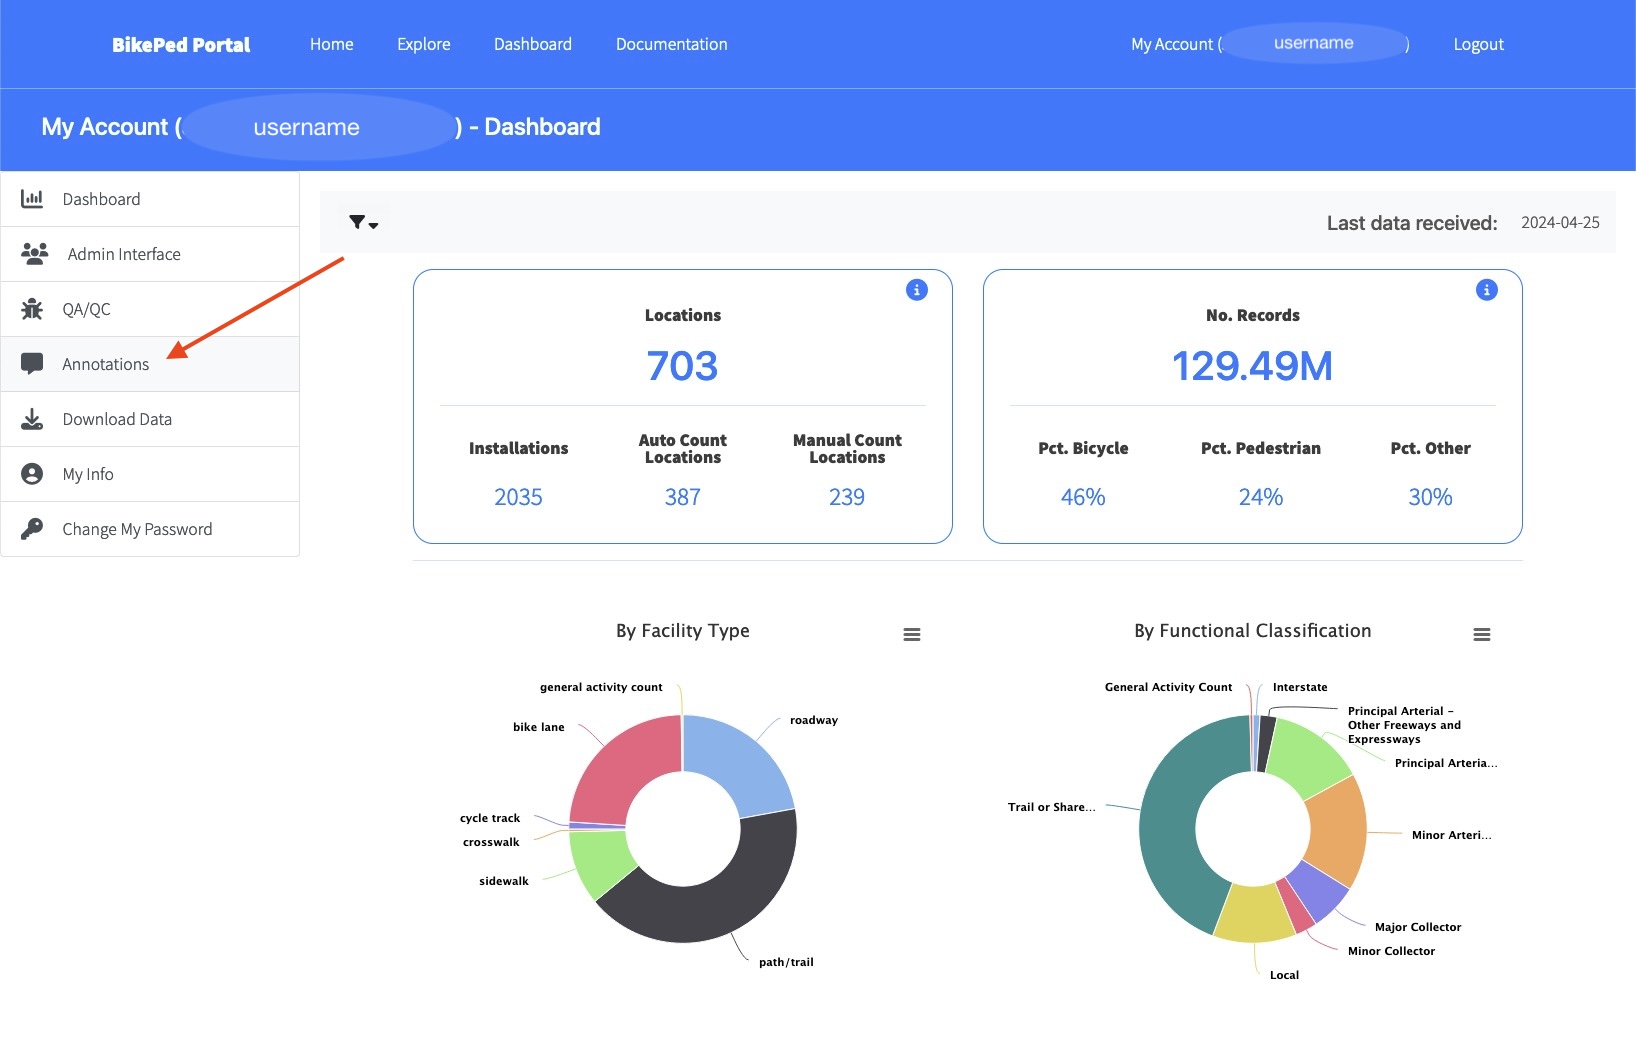 BikePed Portal
Home
Explore
Dashboard
Documentation
My Account ( username )
Logout
My Account ( username ) - Dashboard
Dashboard
Admin Interface
QA/QC
Annotations
Download Data
My Info
Change My Password
Last data received: 2024-04-25
Locations
703
Installations
2035
Auto Count
Locations
387
Manual Count
Locations
239
No. Records
129.49M
Pct. Bicycle
46%
Pct. Pedestrian
24%
Pct. Other
30%
By Facility Type
general activity count
bike lane
roadway
cycle track
crosswalk
sidewalk
path/trail
By Functional Classification
General Activity Count
Interstate
Principal Arterial -
Other Freeways and
Expressways
Principal Arteria...
Trail or Share...
Minor Arteri...
Major Collector
Minor Collector
Local